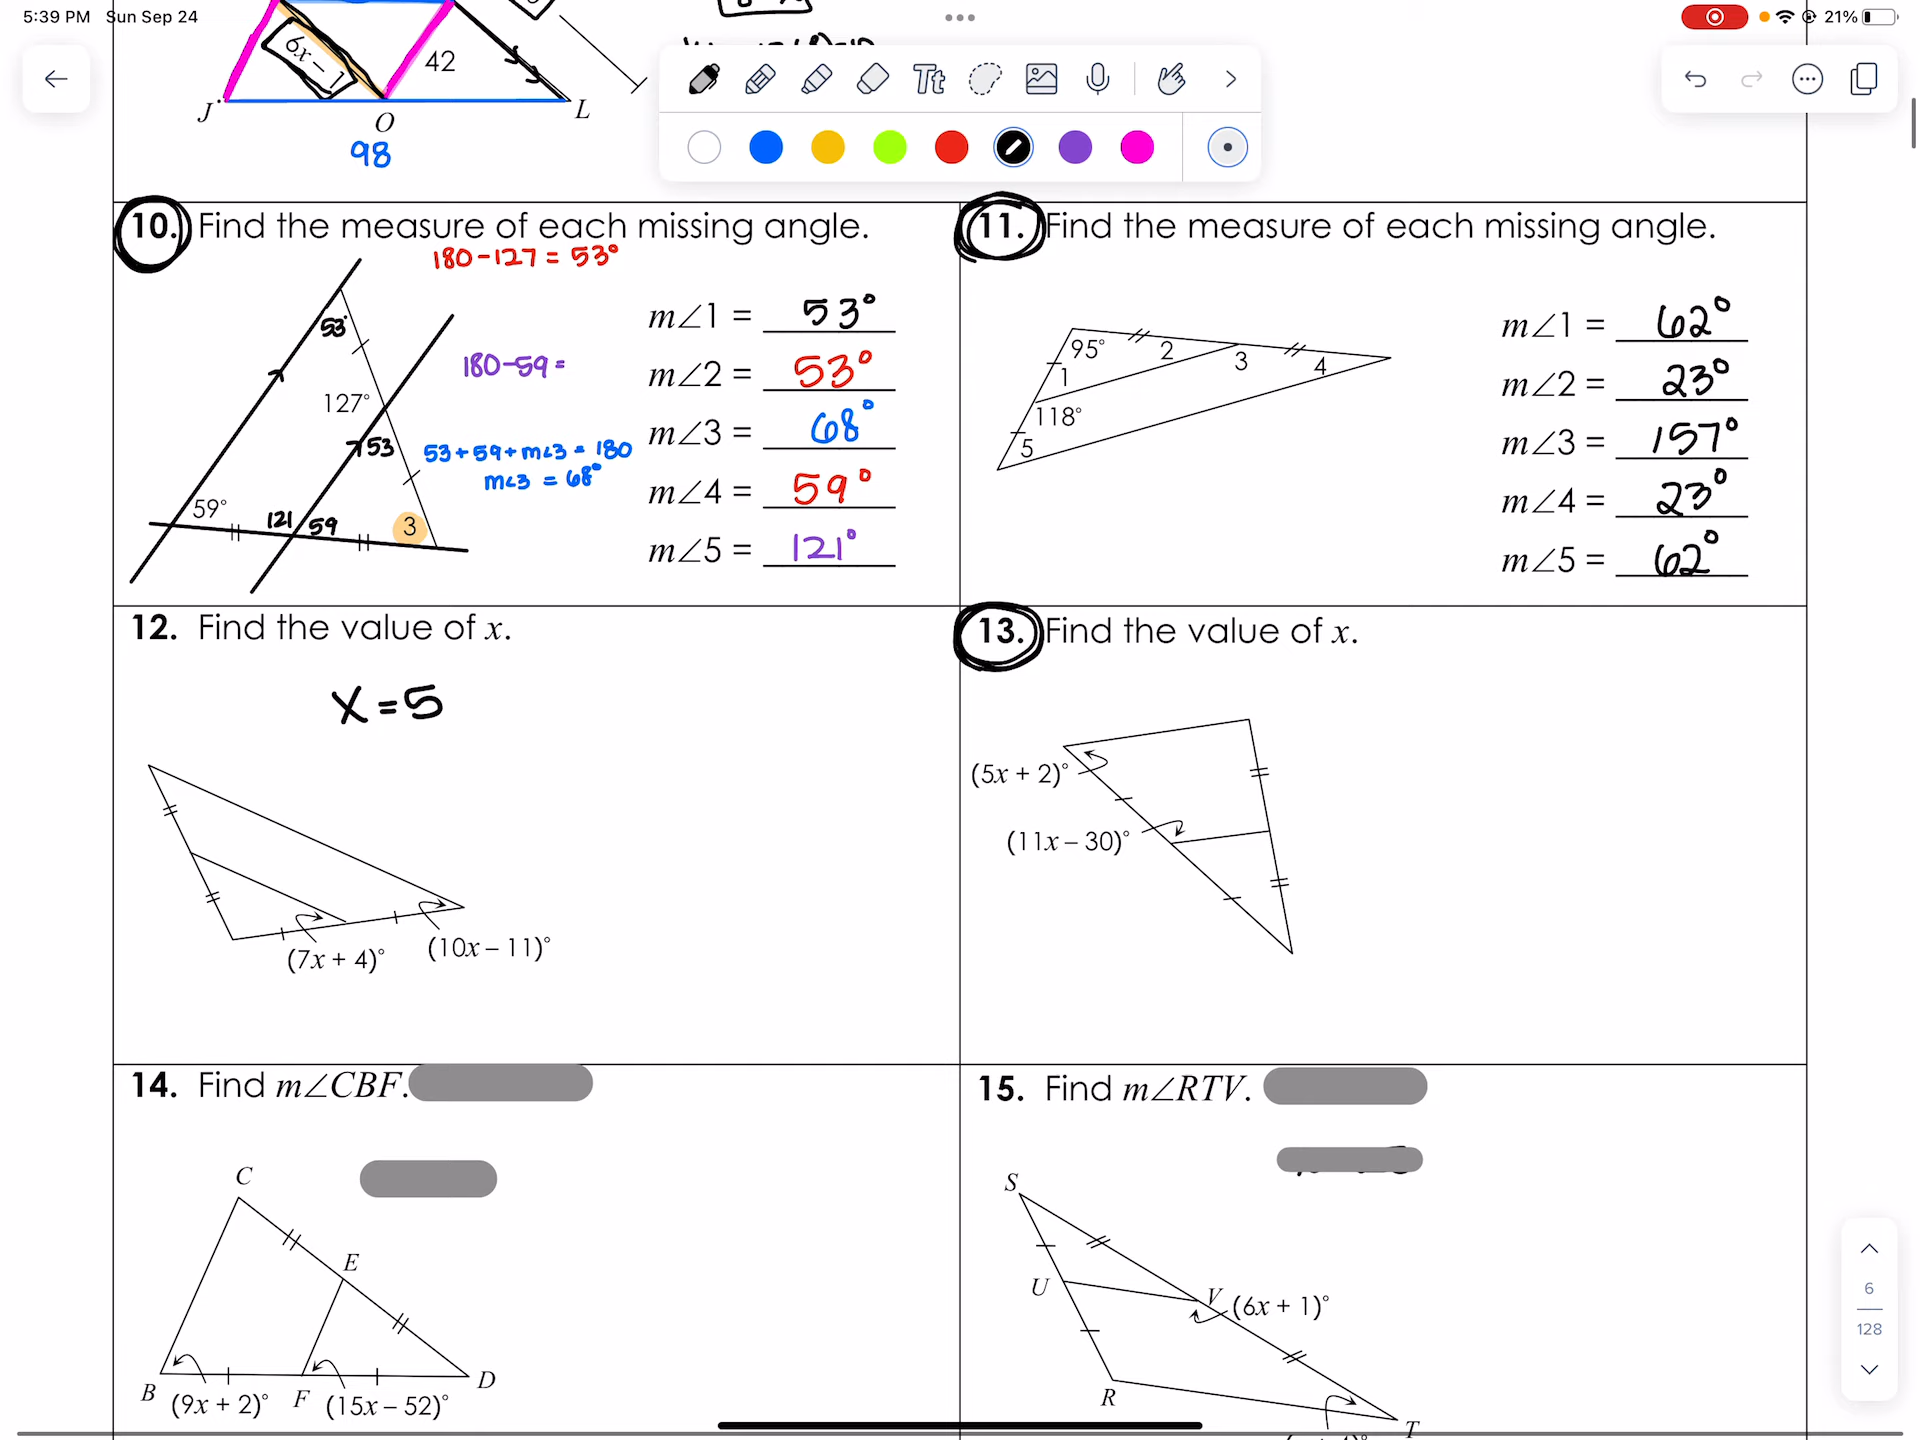 5:39 PM Sun Sep 24
21%
6x – 1
42
J
O
L
98
Tt
10. Find the measure of each missing angle.
180-127 = 53°
53°
127°
53
59°
121
59
3
180-59=
53+59+m∠3 = 180
m∠3 = 68°
m∠1 = 53°
m∠2 = 53°
m∠3 = 68°
m∠4 = 59°
m∠5 = 121°
11. Find the measure of each missing angle.
95°
2
3
4
1
118°
5
m∠1 = 62°
m∠2 = 23°
m∠3 = 157°
m∠4 = 23°
m∠5 = 62°
12. Find the value of x.
x = 5
(7x + 4)°
(10x – 11)°
13. Find the value of x.
(5x + 2)°
(11x – 30)°
14. Find m∠CBF.
C
E
B
F
D
(9x + 2)°
(15x – 52)°
15. Find m∠RTV.
S
U
V
(6x + 1)°
R
T
6
128